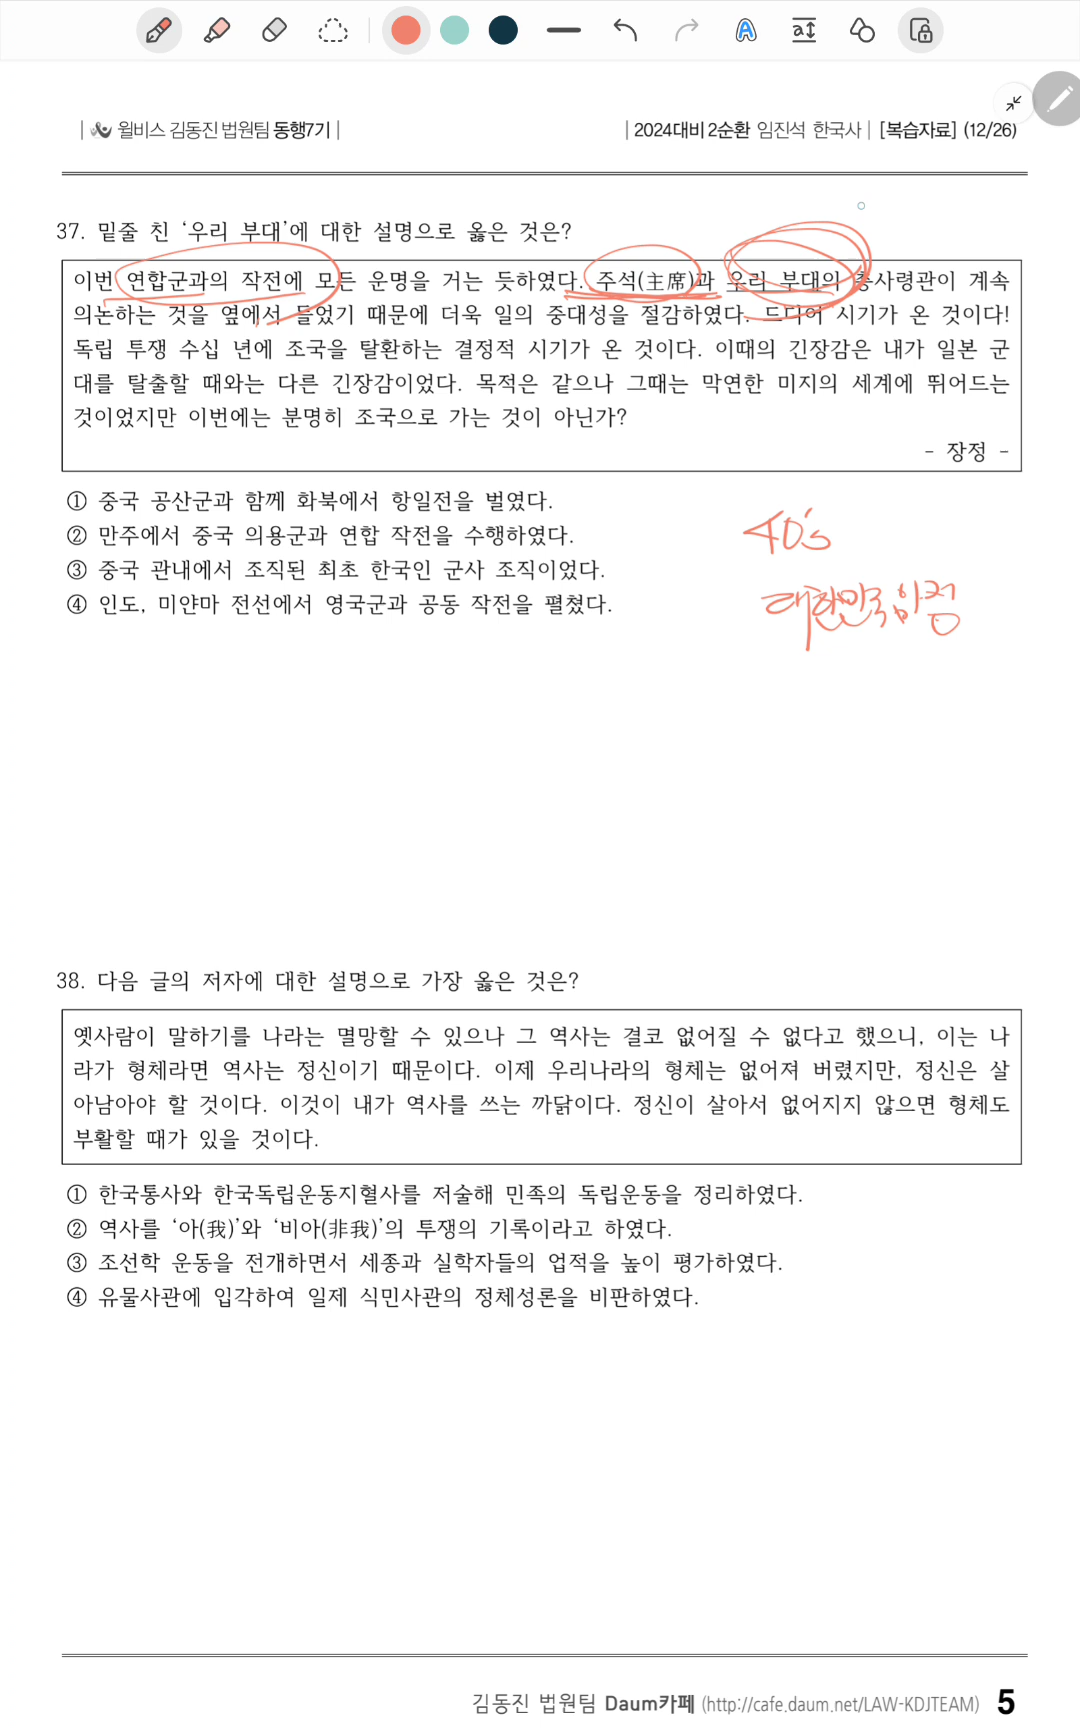 윌비스 김동진법원팀 동행7기
2024대비 2순환 임진석 한국사 [복습자료] (12/26)
37. 밑줄 친 ‘우리 부대’에 대한 설명으로 옳은 것은?
이번 연합군과의 작전에 모든 운명을 거는 듯하였다. 주석(主席)과 우리 부대의 총사령관이 계속
의논하는 것을 옆에서 들었기 때문에 더욱 일의 중대성을 절감하였다. 드디어 시기가 온 것이다!
독립 투쟁 수십 년에 조국을 탈환하는 결정적 시기가 온 것이다. 이때의 긴장감은 내가 일본 군
대를 탈출할 때와는 다른 긴장감이었다. 목적은 같으나 그때는 막연한 미지의 세계에 뛰어드는
것이었지만 이번에는 분명히 조국으로 가는 것이 아닌가?
- 장정 -
① 중국 공산군과 함께 화북에서 항일전을 벌였다.
② 만주에서 중국 의용군과 연합 작전을 수행하였다.
③ 중국 관내에서 조직된 최초 한국인 군사 조직이었다.
④ 인도, 미얀마 전선에서 영국군과 공동 작전을 펼쳤다.
40's
대한민국 임정
38. 다음 글의 저자에 대한 설명으로 가장 옳은 것은?
옛사람이 말하기를 나라는 멸망할 수 있으나 그 역사는 결코 없어질 수 없다고 했으니, 이는 나
라가 형체라면 역사는 정신이기 때문이다. 이제 우리나라의 형체는 없어져 버렸지만, 정신은 살
아남아야 할 것이다. 이것이 내가 역사를 쓰는 까닭이다. 정신이 살아서 없어지지 않으면 형체도
부활할 때가 있을 것이다.
① 한국통사와 한국독립운동지혈사를 저술해 민족의 독립운동을 정리하였다.
② 역사를 ‘아(我)’와 ‘비아(非我)’의 투쟁의 기록이라고 하였다.
③ 조선학 운동을 전개하면서 세종과 실학자들의 업적을 높이 평가하였다.
④ 유물사관에 입각하여 일제 식민사관의 정체성론을 비판하였다.
김동진 법원팀 Daum카페 (http://cafe.daum.net/LAW-KDJTEAM) 5